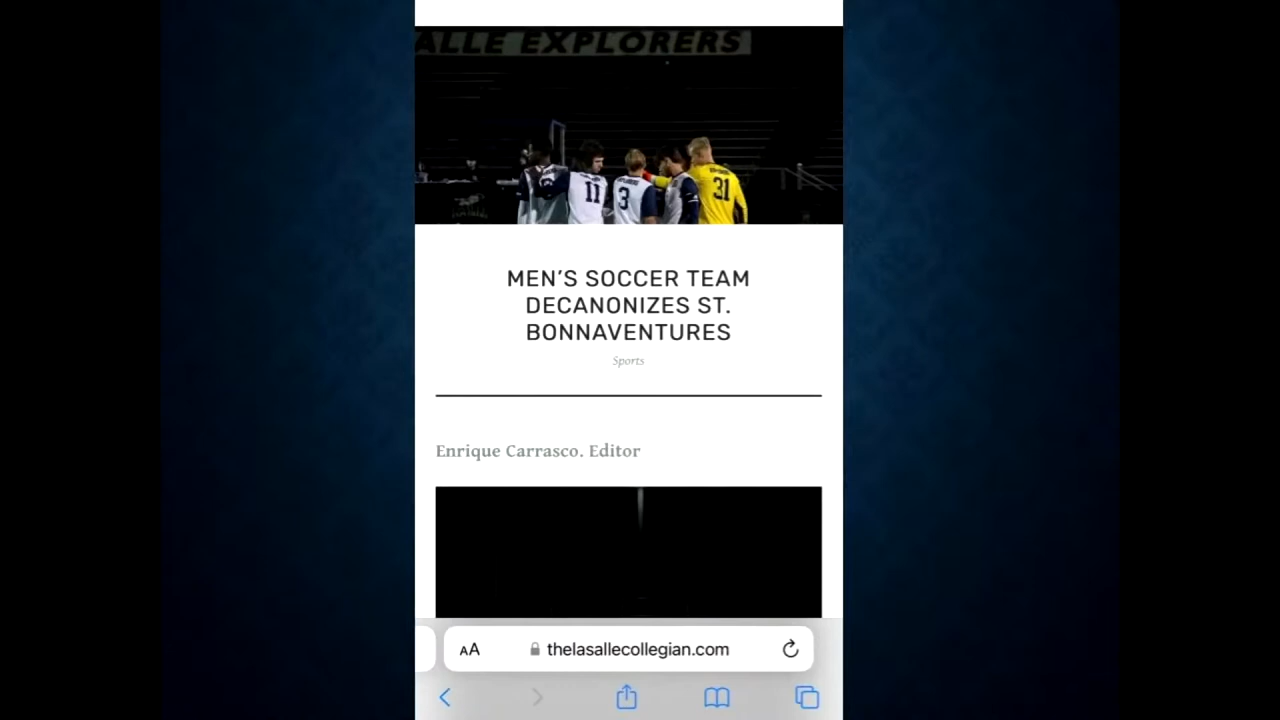 ALLE EXPLORERS
11
3
31
MEN'S SOCCER TEAM
DECANONIZES ST.
BONNAVENTURES
Sports
Enrique Carrasco. Editor
AA
thelasallecollegian.com